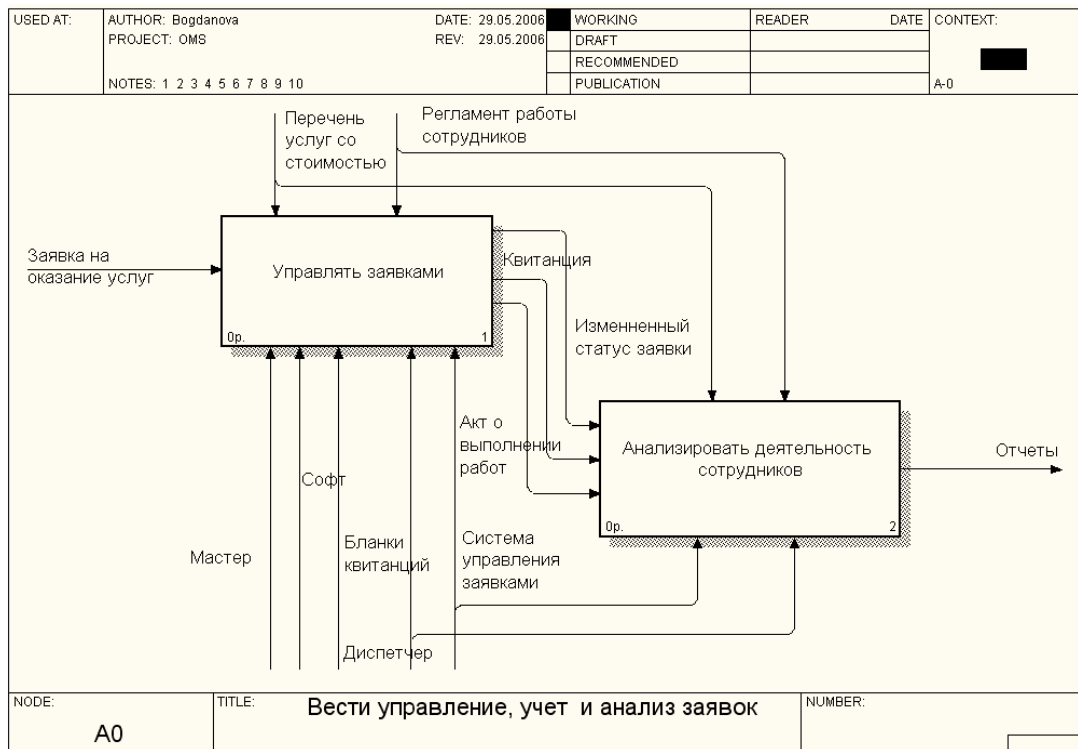 USED AT:
AUTHOR: Bogdanova
DATE: 29.05.2006
PROJECT: OMS
REV: 29.05.2006
NOTES: 1 2 3 4 5 6 7 8 9 10
WORKING
DRAFT
RECOMMENDED
PUBLICATION
READER
DATE
CONTEXT:
A-0
Перечень
услуг со
стоимостью
Регламент работы
сотрудников
Заявка на
оказание услуг
Управлять заявками
0р.
1
Квитанция
Измненненный
статус заявки
Акт о
выполнении
работ
Анализировать деятельность
сотрудников
0р.
2
Отчеты
Софт
Мастер
Бланки
квитанций
Система
управления
заявками
Диспетчер
NODE:
A0
TITLE:
Вести управление, учет и анализ заявок
NUMBER: